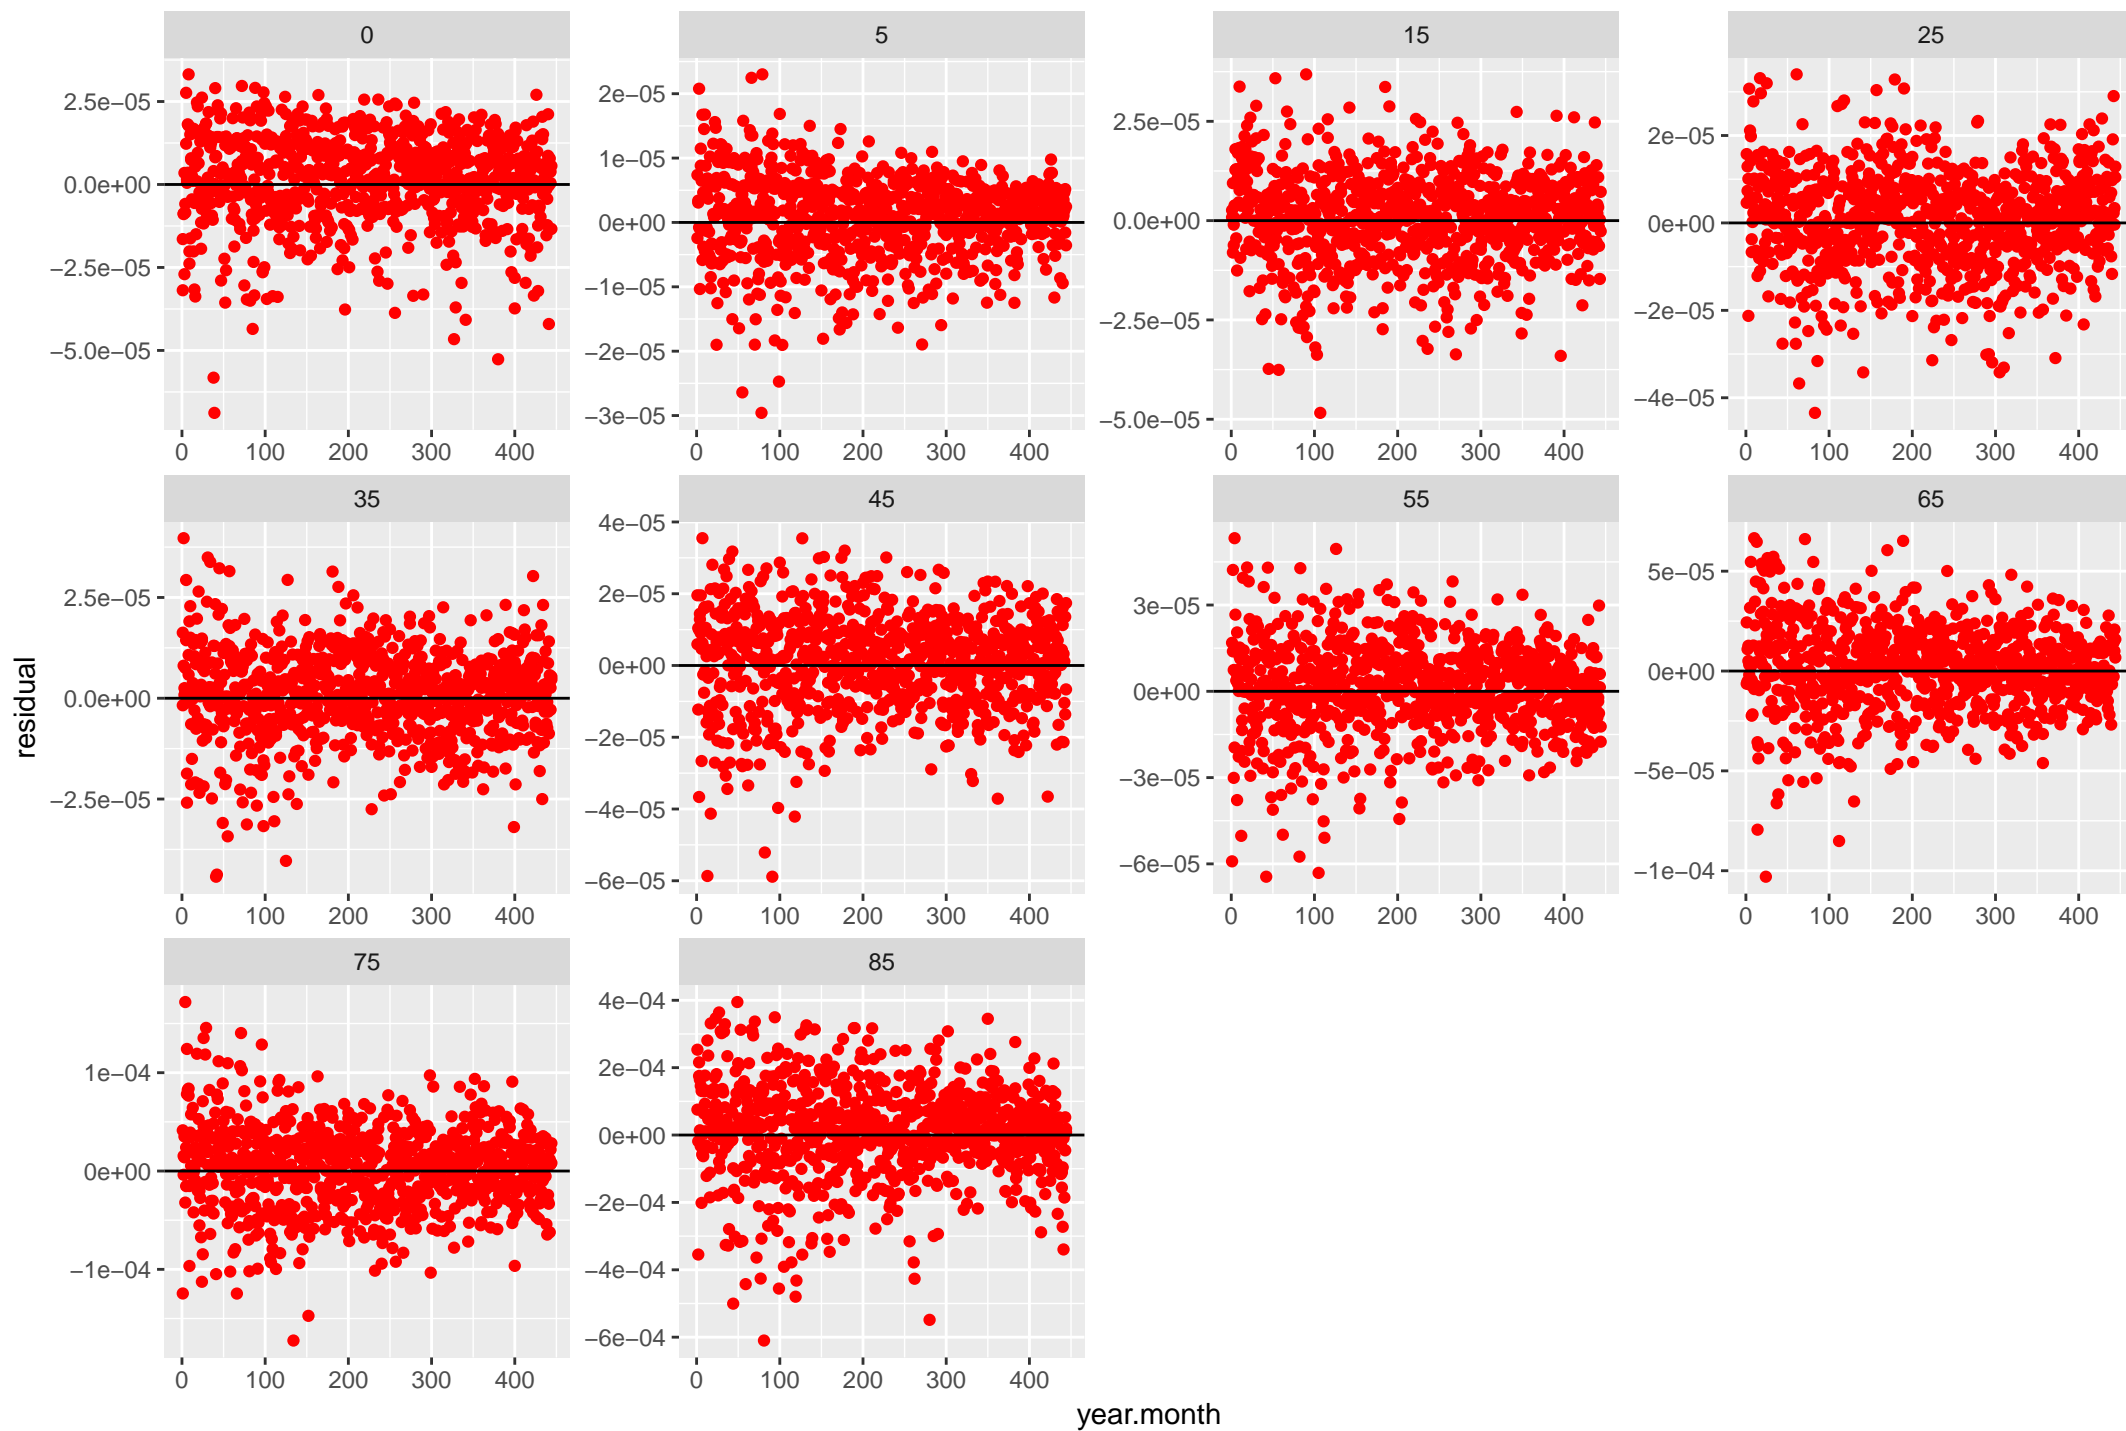 0 5 15 25
2.5e−05
0.0e+00
−2.5e−05
−5.0e−05
2e−05
1e−05
0e+00
−1e−05
−2e−05
−3e−05
2.5e−05
0.0e+00
−2.5e−05
−5.0e−05
2e−05
0e+00
−2e−05
−4e−05
0 100 200 300 400 0 100 200 300 400 0 100 200 300 400 0 100 200 300 400
35 45 55 65
2.5e−05
0.0e+00
−2.5e−05
4e−05
2e−05
0e+00
−2e−05
−4e−05
−6e−05
3e−05
0e+00
−3e−05
−6e−05
5e−05
0e+00
−5e−05
−1e−04
0 100 200 300 400 0 100 200 300 400 0 100 200 300 400 0 100 200 300 400
75 85
1e−04
0e+00
−1e−04
4e−04
2e−04
0e+00
−2e−04
−4e−04
−6e−04
0 100 200 300 400 0 100 200 300 400
residual
year.month